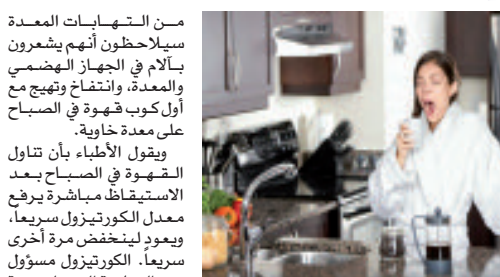 من التهابات المعدة
سيلاحظون أنهم يشعرون
بآلام في الجهاز الهضمي
والمعدة، وانتفاخ وتهيج مع
أول كوب قهوة في الصباح
على معدة خاوية.
ويقول الأطباء بأن تناول
القهوة في الصباح بعد
الاستيقاظ مباشرة يرفع
معدل الكورتيزول سريعاً،
ويعود لينخفض مرة أخرى
سريعاً. الكورتيزول مسؤول